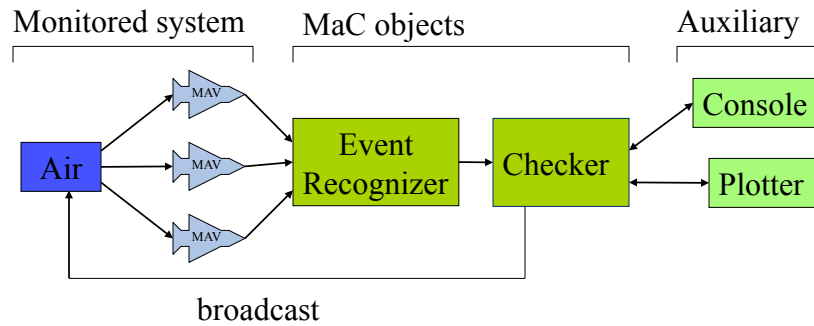 Monitored system
MaC objects
Auxiliary
MAV
Console
Event
Recognizer
Checker
Air
MAV
Plotter
MAV
broadcast